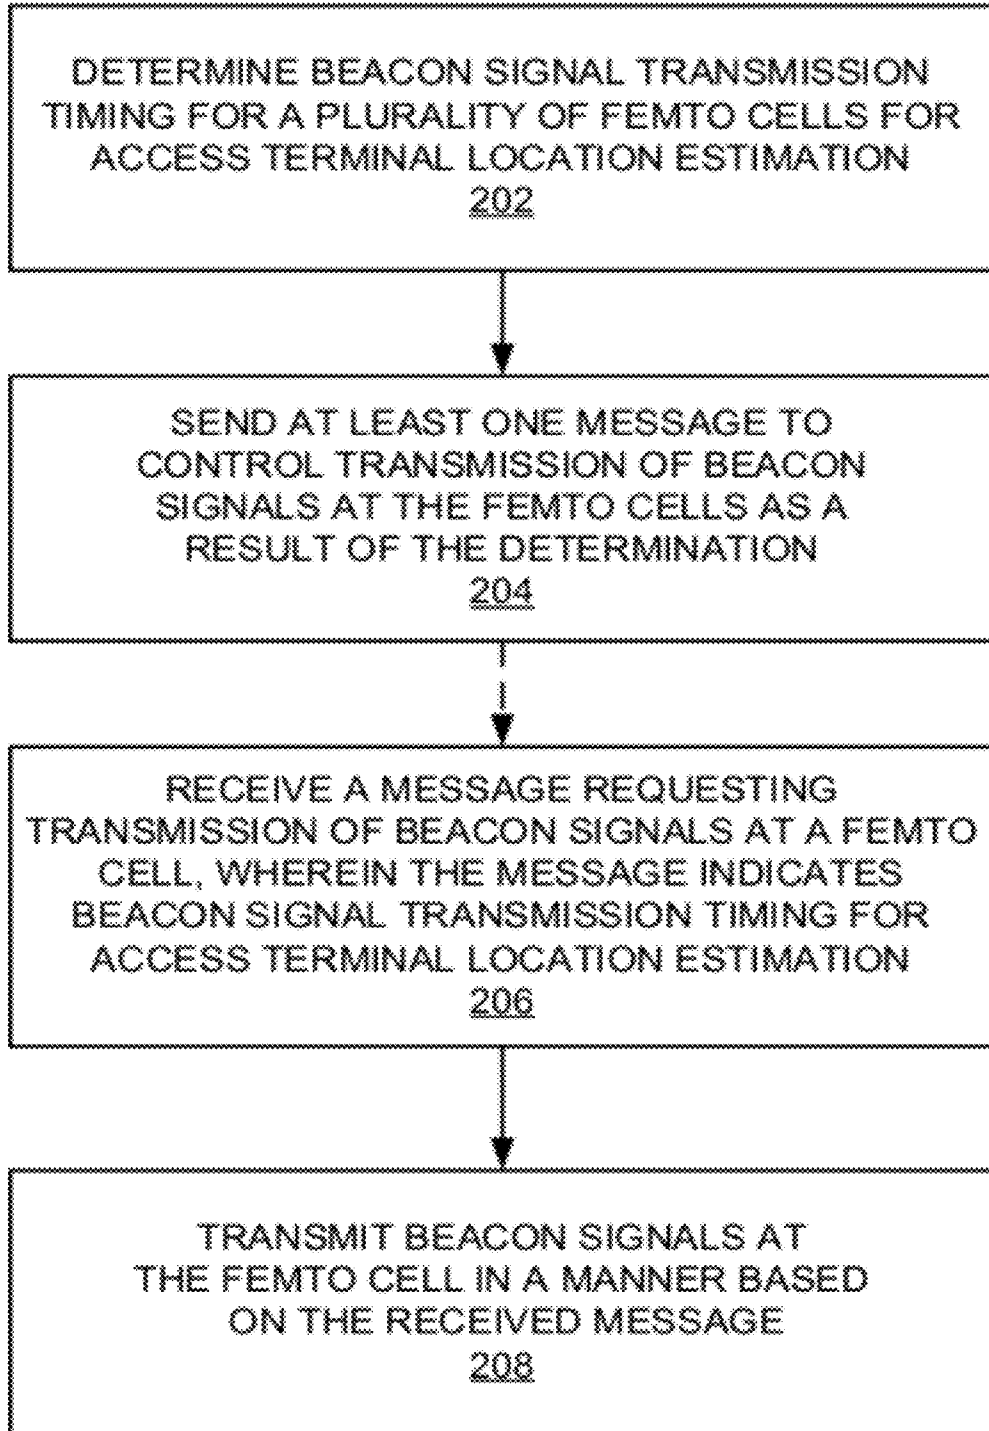 DETERMINE BEACON SIGNAL TRANSMISSION
TIMING FOR A PLURALITY OF FEMTO CELLS FOR
ACCESS TERMINAL LOCATION ESTIMATION
202
SEND AT LEAST ONE MESSAGE TO
CONTROL TRANSMISSION OF BEACON
SIGNALS AT THE FEMTO CELLS AS A
RESULT OF THE DETERMINATION
204
RECEIVE A MESSAGE REQUESTING
TRANSMISSION OF BEACON SIGNALS AT A FEMTO
CELL, WHEREIN THE MESSAGE INDICATES
BEACON SIGNAL TRANSMISSION TIMING FOR
ACCESS TERMINAL LOCATION ESTIMATION
206
TRANSMIT BEACON SIGNALS AT
THE FEMTO CELL IN A MANNER BASED
ON THE RECEIVED MESSAGE
208